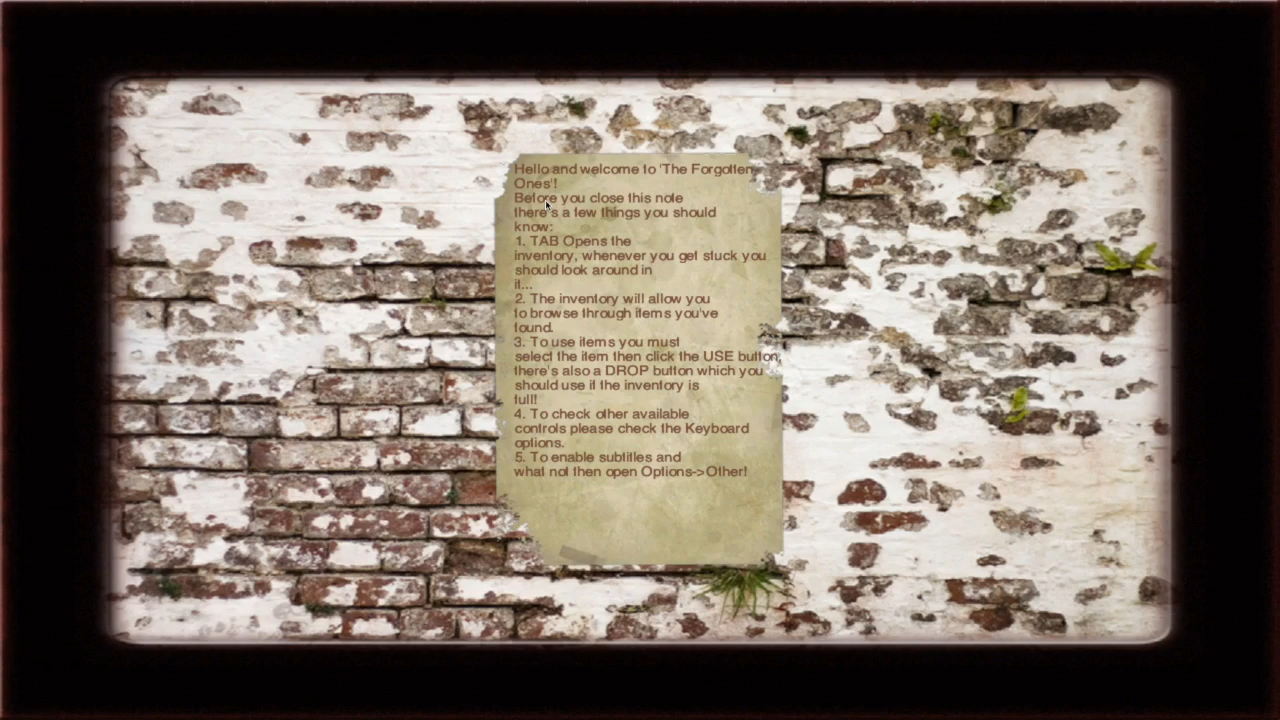 Hello and welcome to 'The Forgotten
Ones'!
Before you close this note
there's a few things you should
know:
1. TAB Opens the
inventory, whenever you get stuck you
should look around in
it...
2. The inventory will allow you
to browse through items you've
found.
3. To use items you must
select the item then click the USE button,
there's also a DROP button which you
should use if the inventory is
full!
4. To check other available
controls please check the Keyboard
options.
5. To enable subtitles and
what not then open Options->Other!